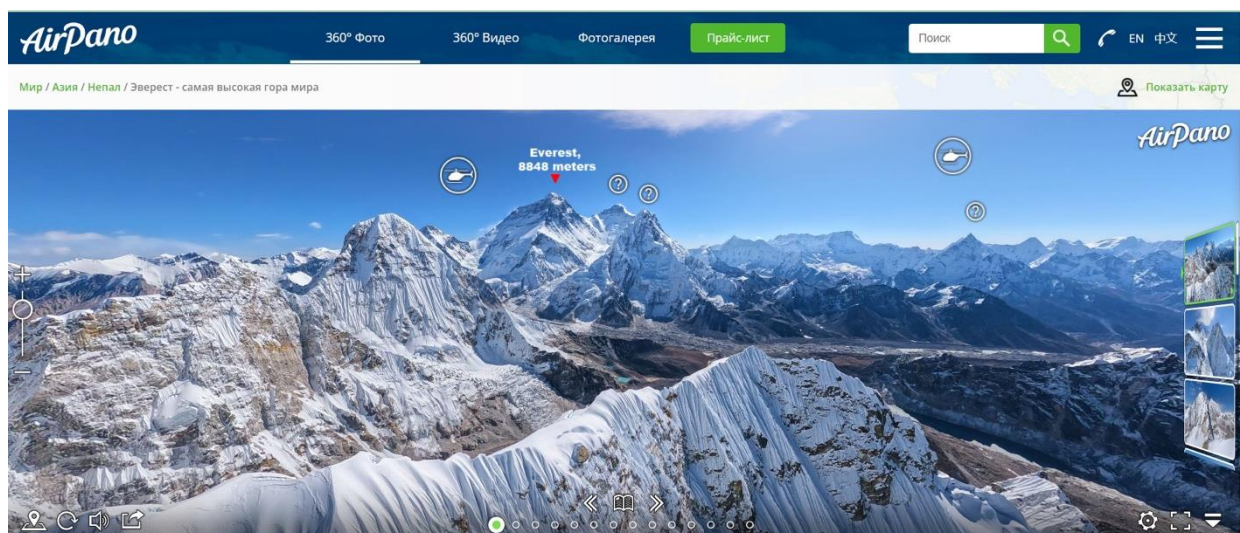 AirPano
360° Фото
360° Видео
Фотогалерея
Прайс-лист
Поиск
EN 中文
Мир / Азия / Непал / Эверест - самая высокая гора мира
Показать карту
AirPano
Everest,
8848 meters
?
?
?